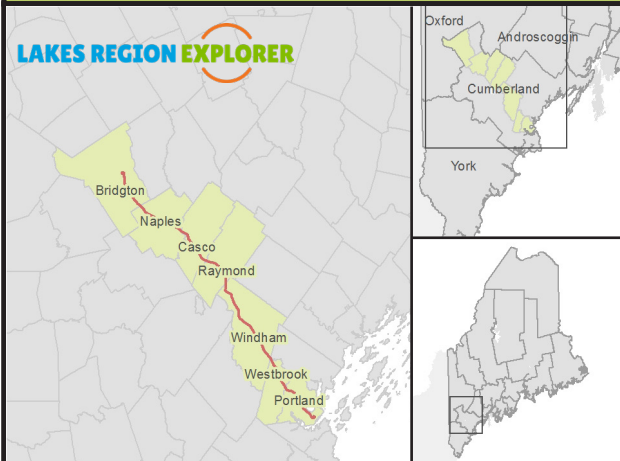 LAKES REGION EXPLORER
Bridgton
Naples
Casco
Raymond
Windham
Westbrook
Portland
Oxford
Androscoggin
Cumberland
York